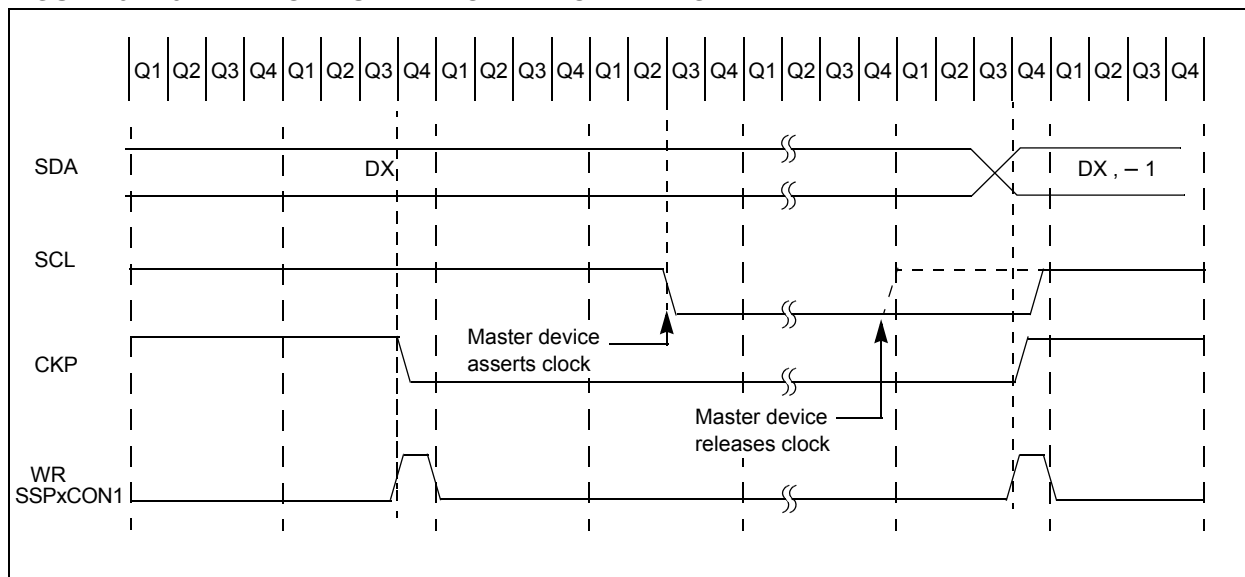 Q1 Q2 Q3 Q4 Q1 Q2 Q3 Q4 Q1 Q2 Q3 Q4 Q1 Q2 Q3 Q4 Q1 Q2 Q3 Q4 Q1 Q2 Q3 Q4 Q1 Q2 Q3 Q4
SDA
DX
DX , – 1
SCL
Master device
asserts clock
CKP
Master device
releases clock
WR
SSPxCON1